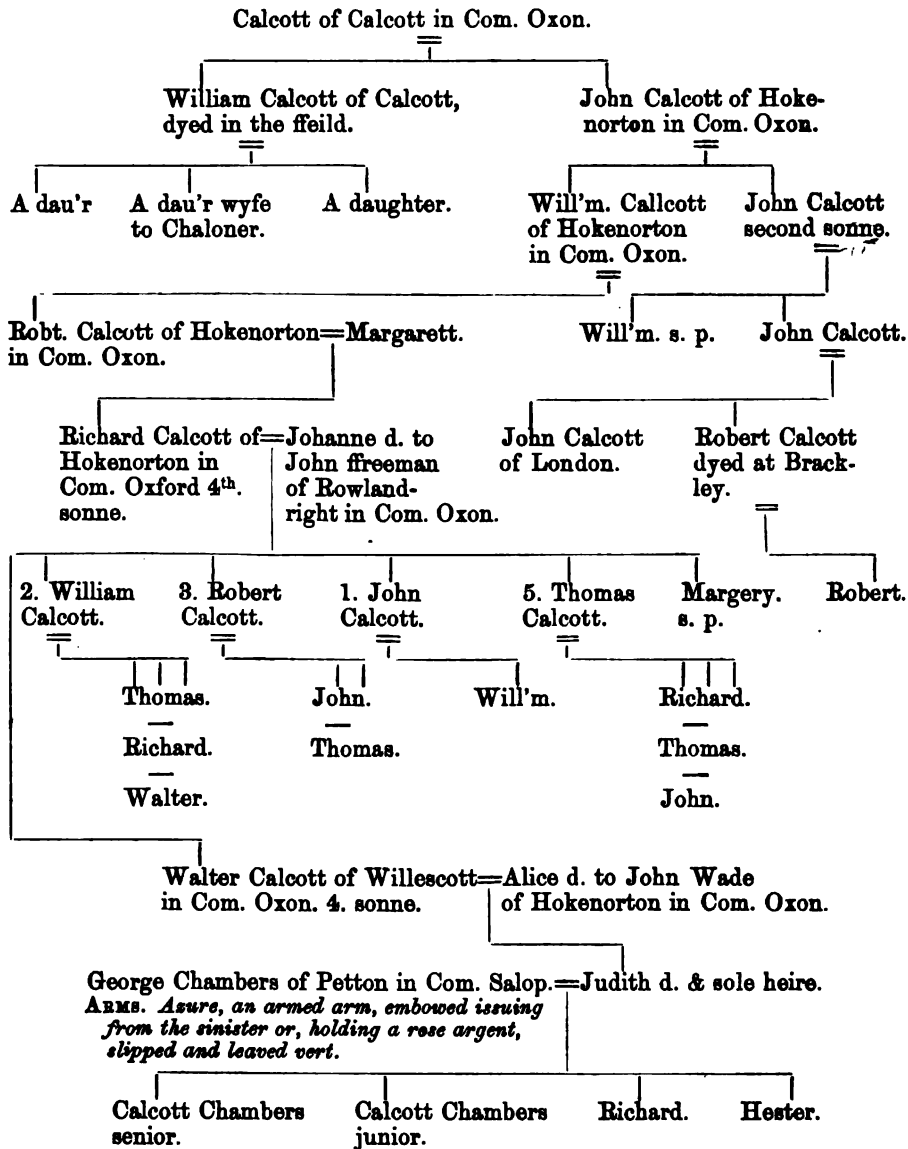 Calcott of Calcott in Com. Oxon.
William Calcott of Calcott,
dyed in the ffeild.
John Calcott of Hoke-
norton in Com. Oxon.
A dau'r
A dau'r wyfe
to Chaloner.
A daughter.
Will'm. Callcott
of Hokenorton
in Com. Oxon.
John Calcott
second sonne.
Robt. Calcott of Hokenorton=Margarett.
in Com. Oxon.
Will'm. s. p.
John Calcott.
Richard Calcott of=Johanne d. to
Hokenorton in
Com. Oxford 4th.
sonne.
John ffreeman
of Rowland-
right in Com. Oxon.
John Calcott
of London.
Robert Calcott
dyed at Brack-
ley.
2. William
Calcott.
3. Robert
Calcott.
1. John
Calcott.
5. Thomas
Calcott.
Margery.
s. p.
Robert.
Thomas.
Richard.
Walter.
John.
Thomas.
Will'm.
Richard.
Thomas.
John.
Walter Calcott of Willescott=Alice d. to John Wade
in Com. Oxon. 4. sonne.
of Hokenorton in Com. Oxon.
George Chambers of Petton in Com. Salop.=Judith d. & sole heire.
ARMS. Azure, an armed arm, embowed issuing
from the sinister or, holding a rose argent,
slipped and leaved vert.
Calcott Chambers
senior.
Calcott Chambers
junior.
Richard.
Hester.